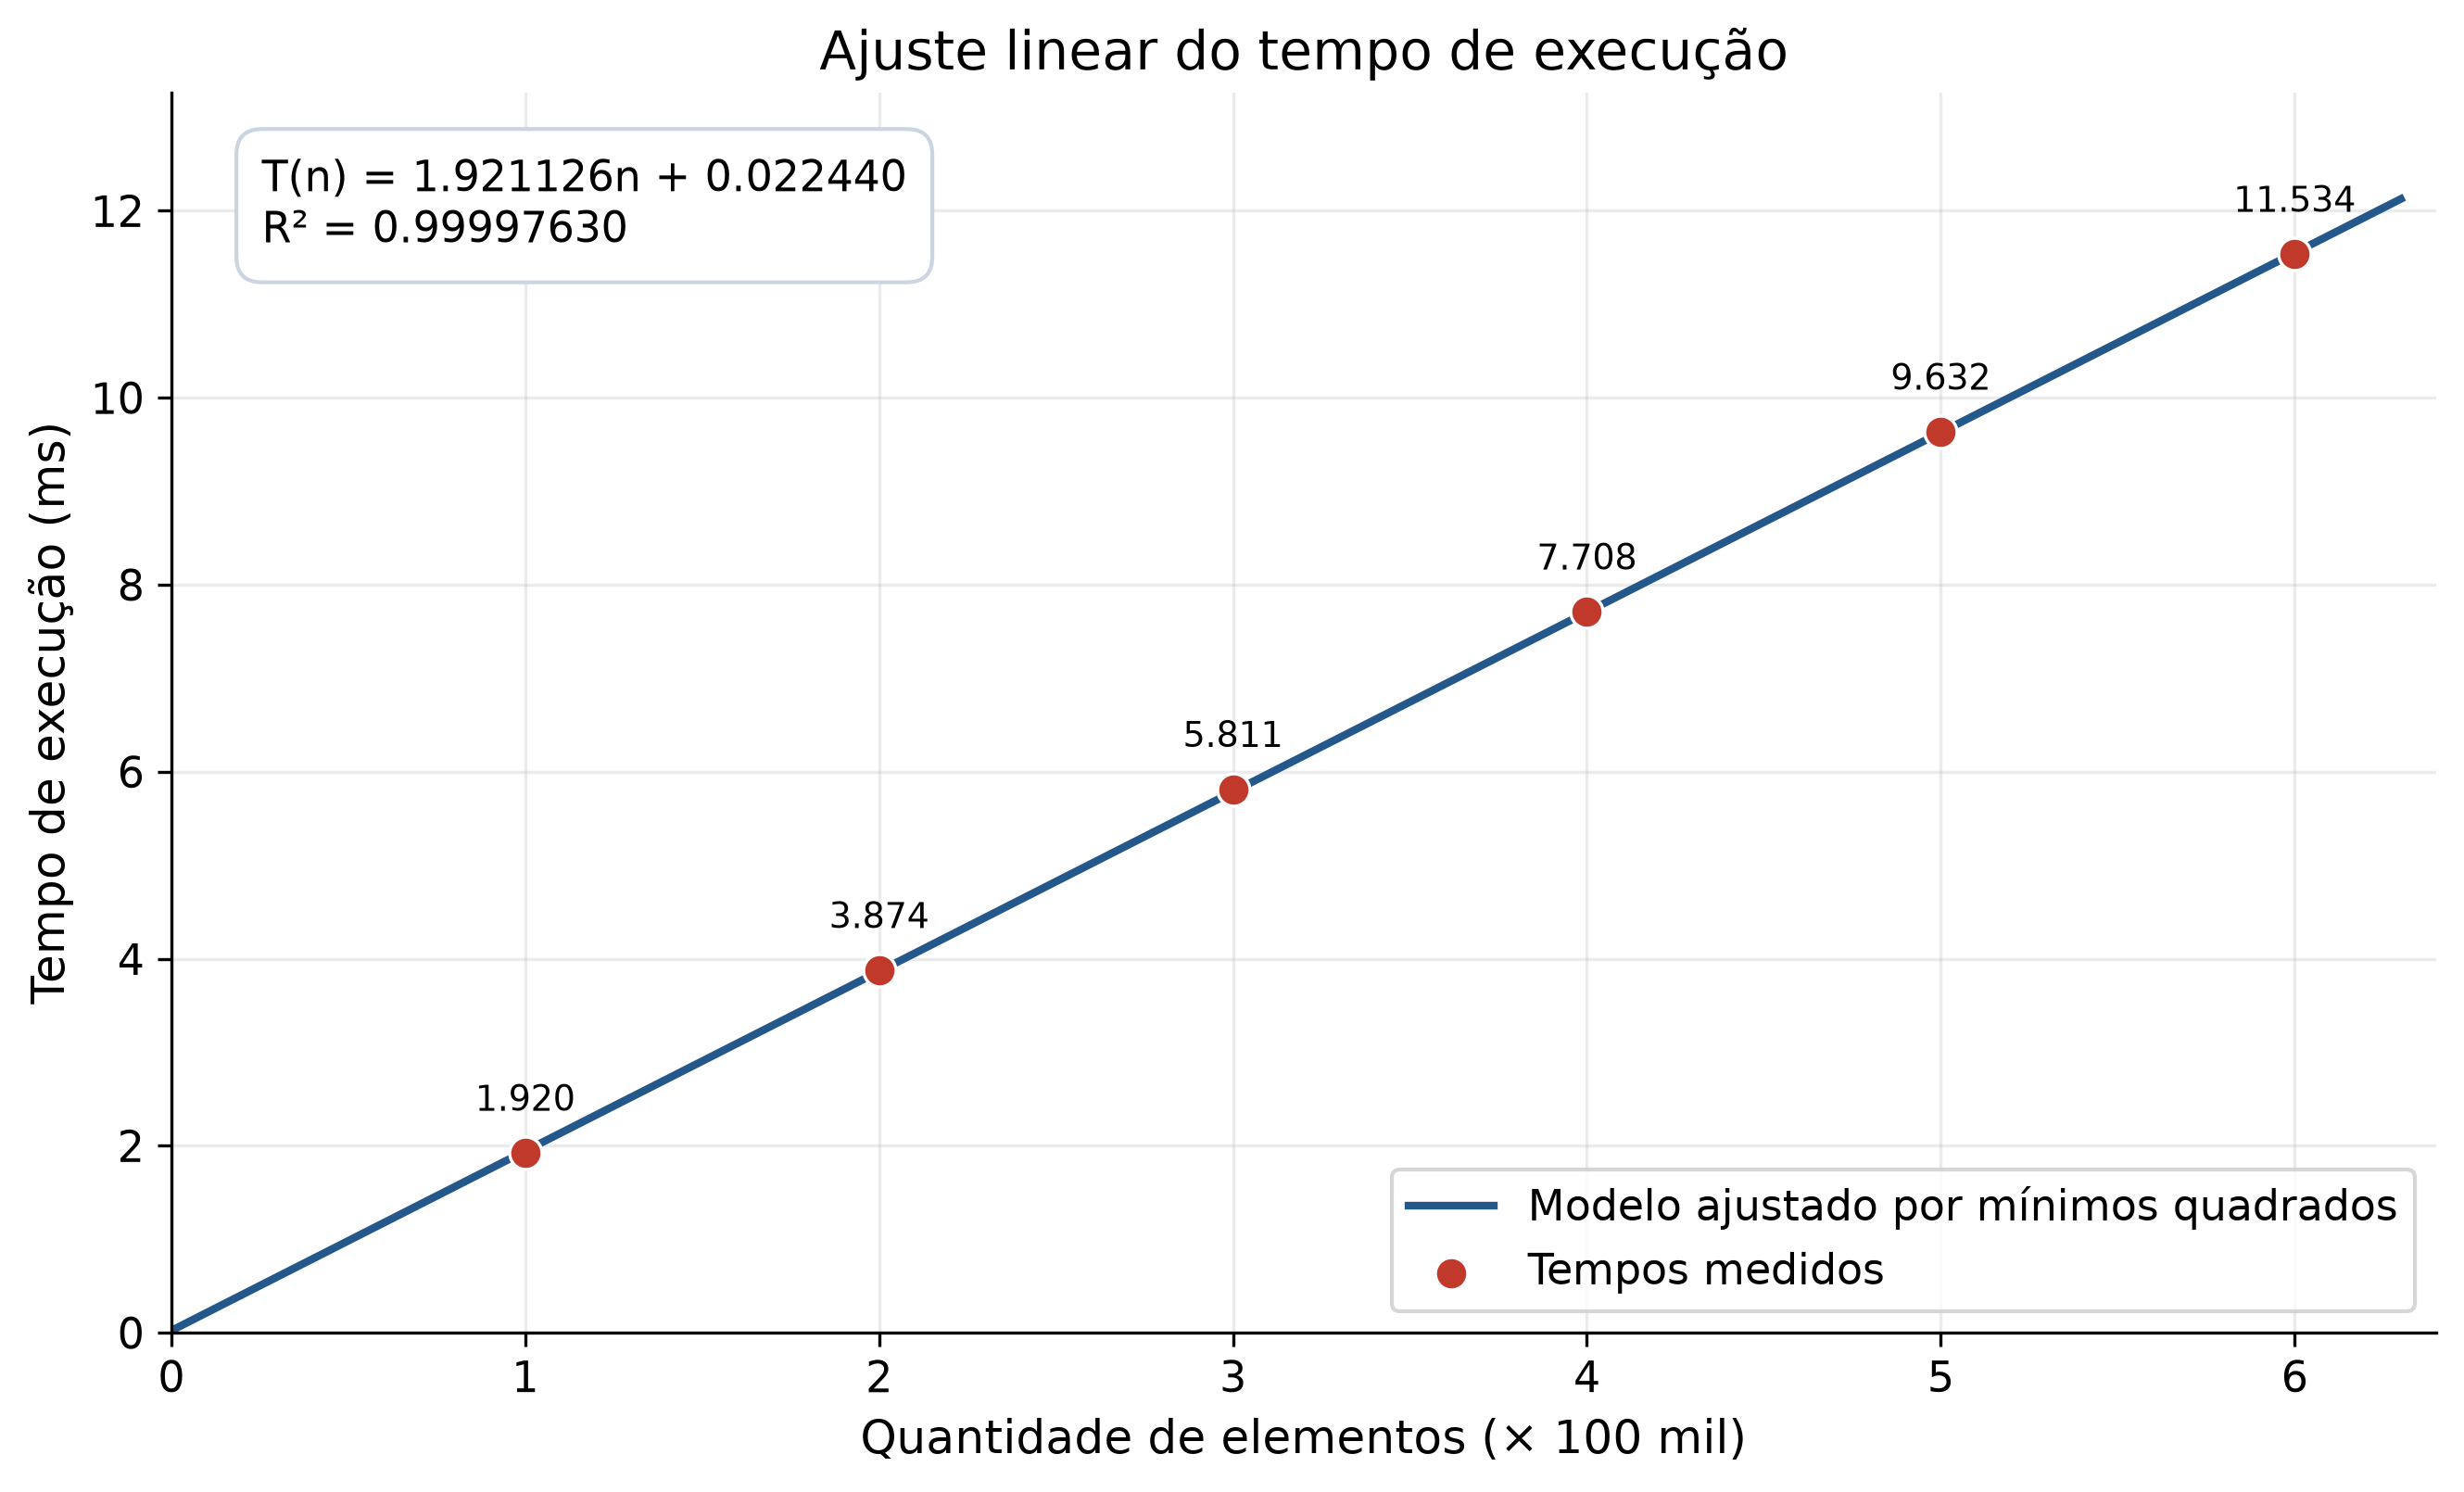 Ajuste linear do tempo de execução
T(n) = 1.921126n + 0.022440
R² = 0.99997630
Tempo de execução (ms)
12
10
8
6
4
2
0
11.534
9.632
7.708
5.811
3.874
1.920
Modelo ajustado por mínimos quadrados
Tempos medidos
0 1 2 3 4 5 6
Quantidade de elementos (× 100 mil)